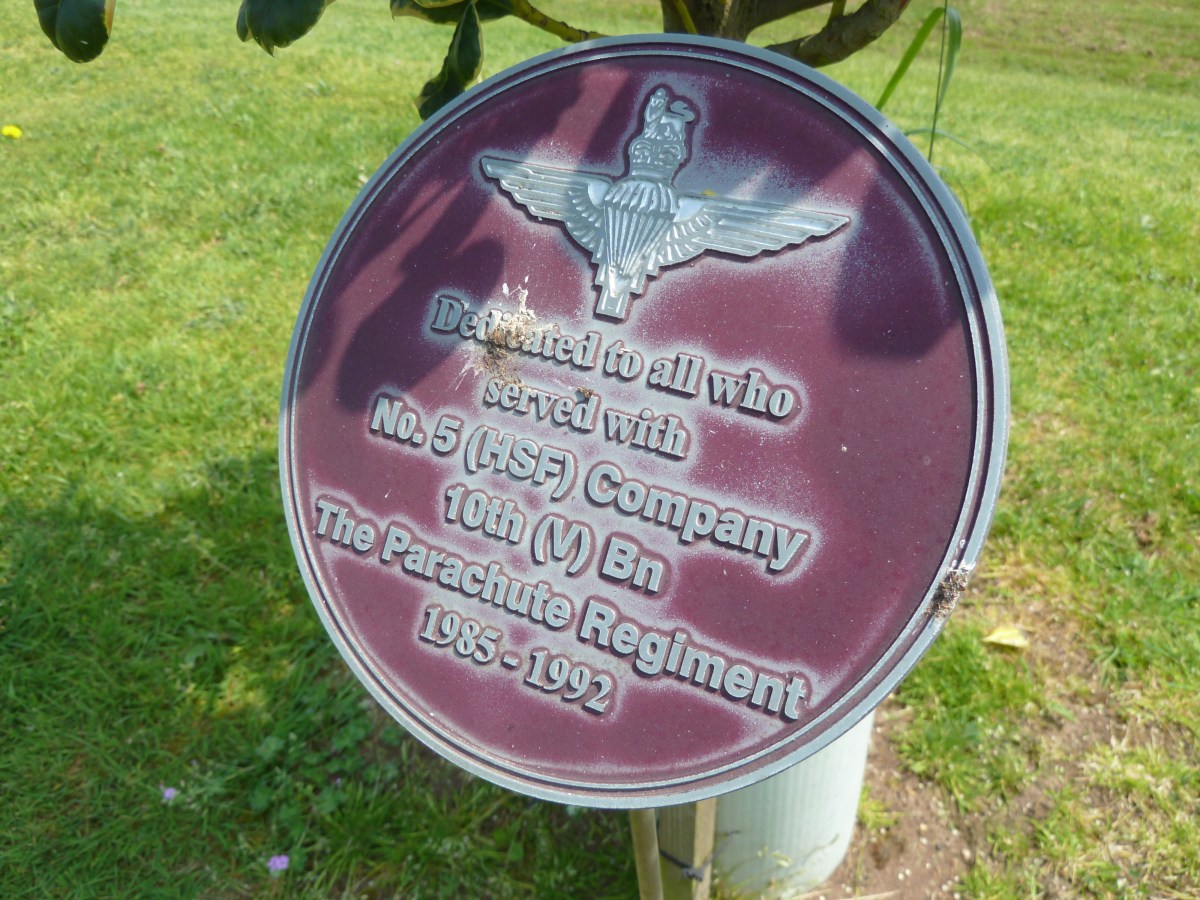 Dedicated to all who
served with
No. 5 (HSF) Company
10th (V) Bn
The Parachute Regiment
1985 - 1992